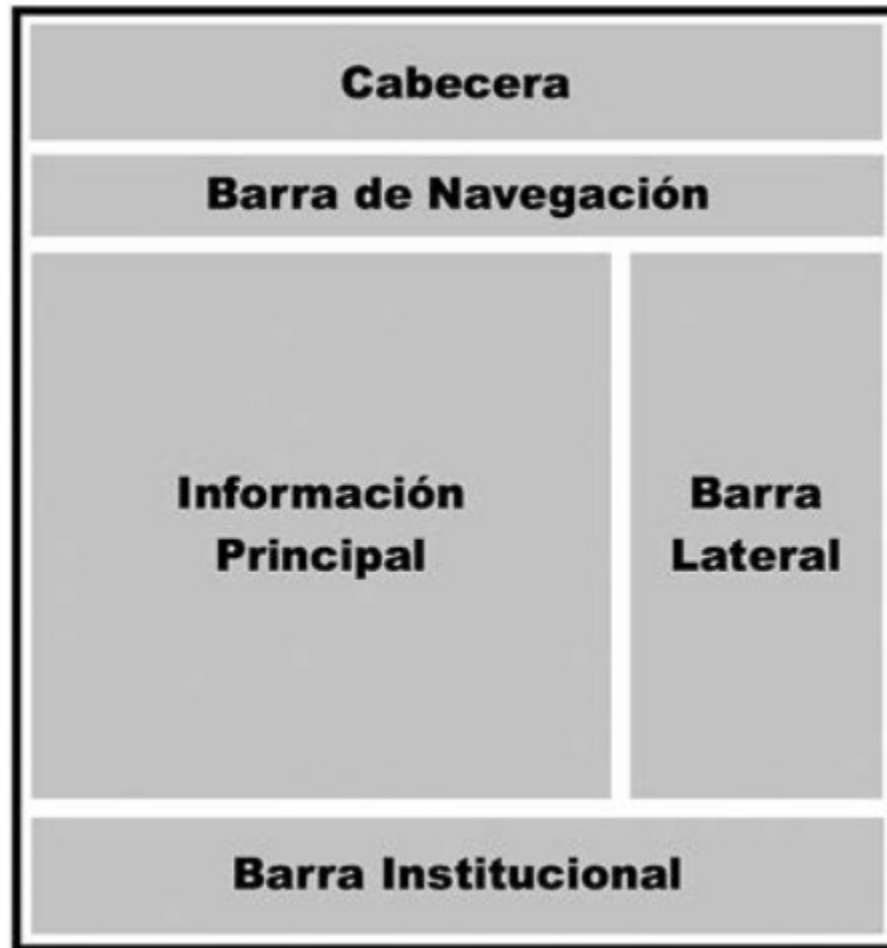 Cabecera
Barra de Navegación
Información
Principal
Barra
Lateral
Barra Institucional